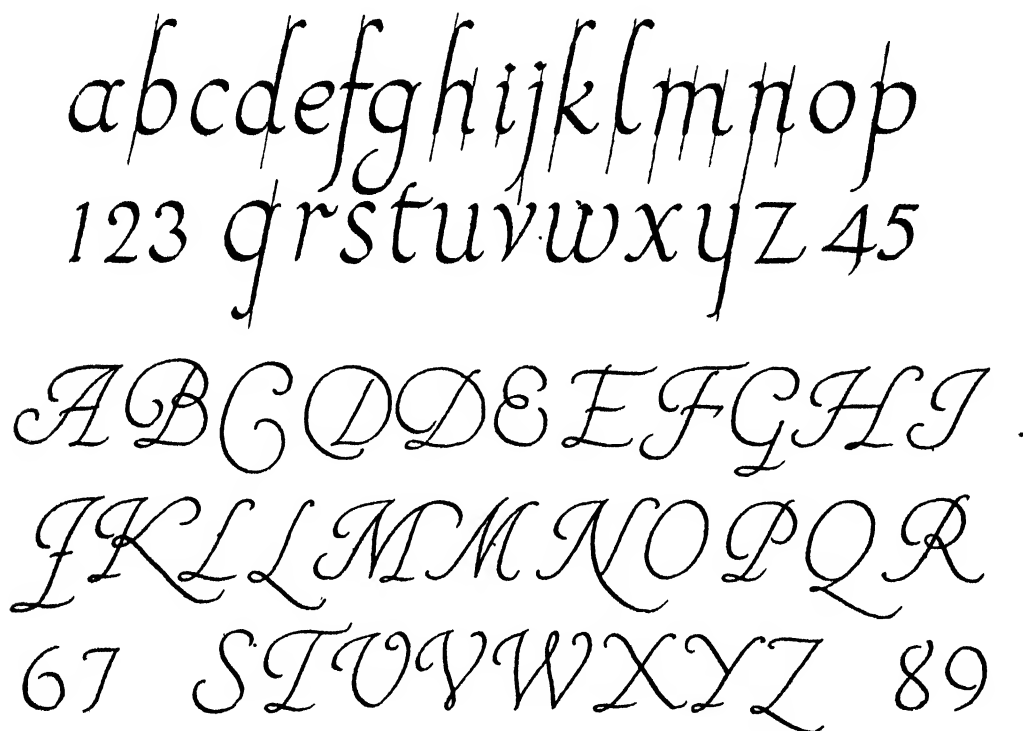 abcdefghijklmnop
123 qrstuvwxyz 45
ABCDDEEFGHI
JKLLMMNOPQR
67 STUVWXYZ 89